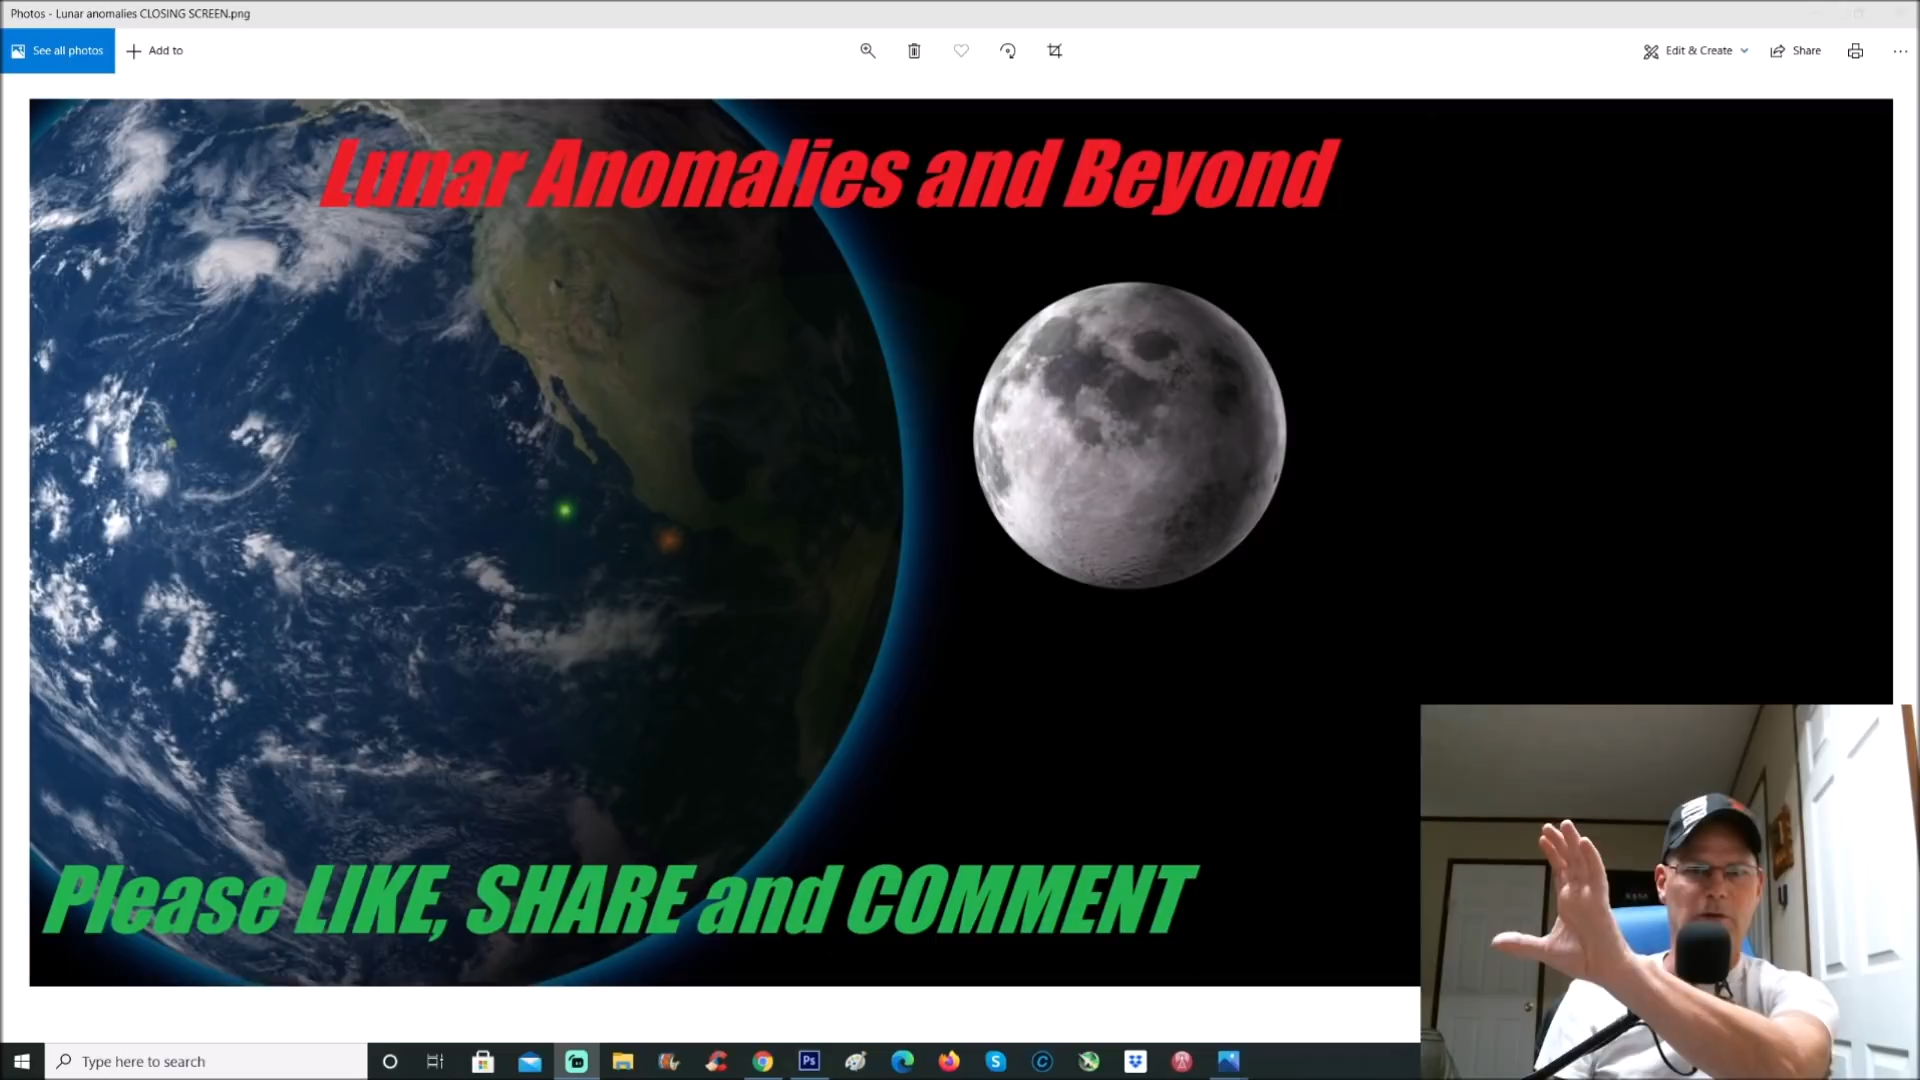 Photos - Lunar anomalies CLOSING SCREEN.png
See all photos
Add to
Edit & Create
Share
Lunar Anomalies and Beyond
Please LIKE, SHARE and COMMENT
Type here to search
Ps